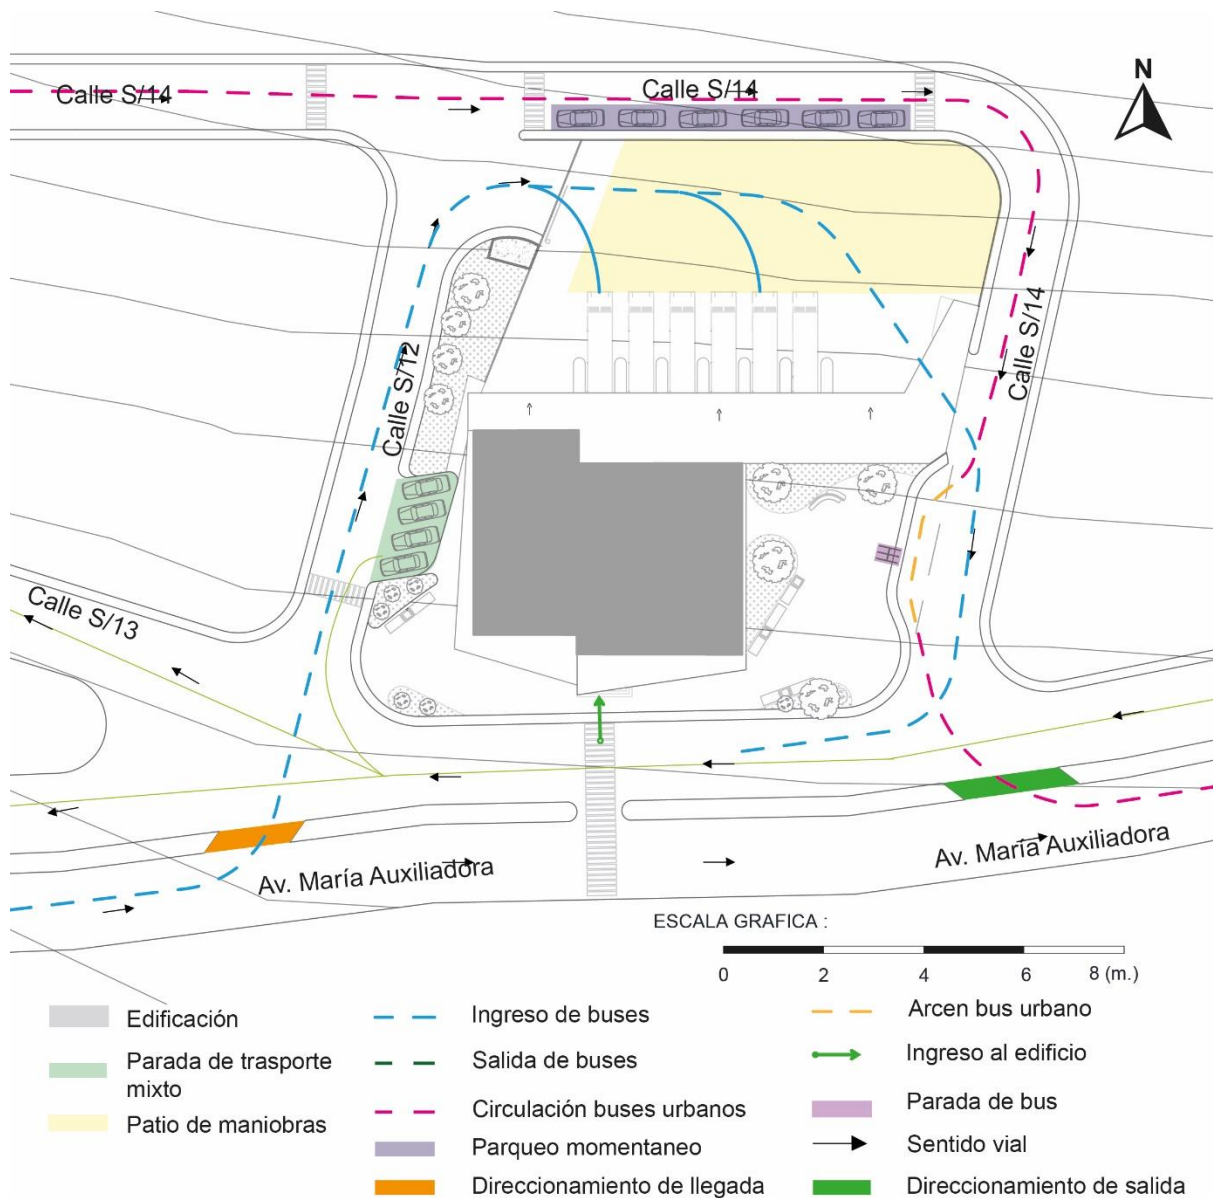 Calle S/14
Calle S/14
N
Calle S/14
Calle S/12
Calle S/13
Av. María Auxiliadora
Av. María Auxiliadora
ESCALA GRAFICA :
0 2 4 6 8 (m.)
Edificación
Parada de trasporte
mixto
Patio de maniobras
Ingreso de buses
Salida de buses
Circulación buses urbanos
Parqueo momentaneo
Direccionamiento de llegada
Arcen bus urbano
Ingreso al edificio
Parada de bus
Sentido vial
Direccionamiento de salida